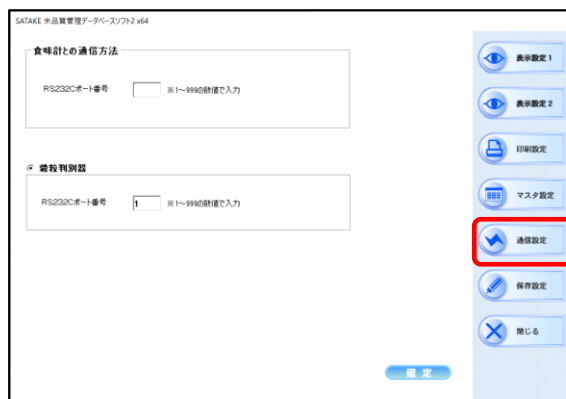 SATAKE 米品質管理データベースソフト2 x64
食味計との通信方法
RS232Cポート番号 ※1~999の数値で入力
穀粒判別器
RS232Cポート番号 1 ※1~999の数値で入力
確 定
表示設定1
表示設定2
印刷設定
マスタ設定
通信設定
保存設定
閉じる